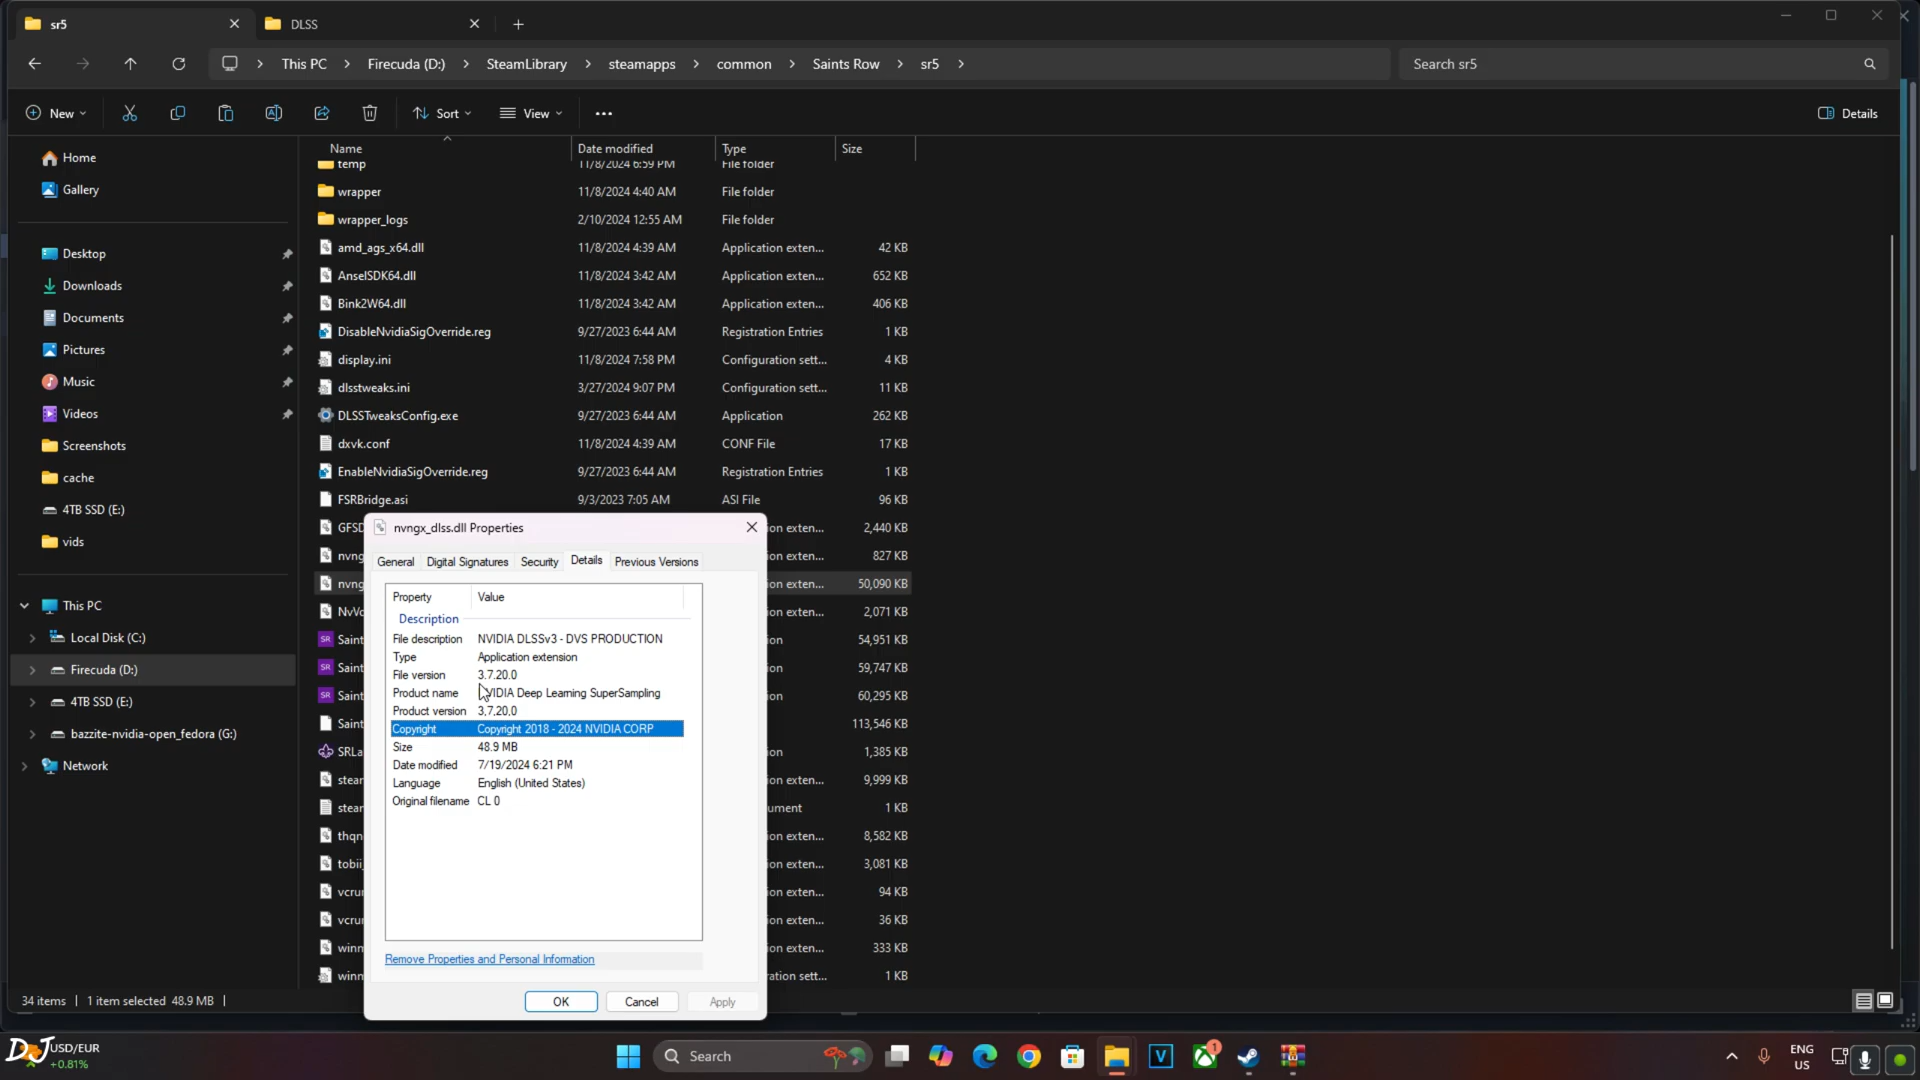 sr5
DLSS
This PC > Firecuda (D:) > SteamLibrary > steamapps > common > Saints Row > sr5 >
Search sr5
New
Sort
View
Details
Name Date modified Type Size
temp 11/8/2024 6:59 PM File folder
wrapper 11/8/2024 4:40 AM File folder
wrapper_logs 2/10/2024 12:55 AM File folder
amd_ags_x64.dll 11/8/2024 4:39 AM Application exten... 42 KB
AnselSDK64.dll 11/8/2024 3:42 AM Application exten... 652 KB
Bink2W64.dll 11/8/2024 3:42 AM Application exten... 406 KB
DisableNvidiaSigOverride.reg 9/27/2023 6:44 AM Registration Entries 1 KB
display.ini 11/8/2024 7:58 PM Configuration sett... 4 KB
dlsstweaks.ini 3/27/2024 9:07 PM Configuration sett... 11 KB
DLSSTweaksConfig.exe 9/27/2023 6:44 AM Application 262 KB
dxvk.conf 11/8/2024 4:39 AM CONF File 17 KB
EnableNvidiaSigOverride.reg 9/27/2023 6:44 AM Registration Entries 1 KB
FSRBridge.asi 9/3/2023 7:05 AM ASI File 96 KB
GFSD on exten... 2,440 KB
nvng on exten... 827 KB
nvng on exten... 50,090 KB
NvVo on exten... 2,071 KB
Saint on 54,951 KB
Saint on 59,747 KB
Saint on 60,295 KB
Saint 113,546 KB
SRLa on 1,385 KB
stear on exten... 9,999 KB
stear ument 1 KB
thqn on exten... 8,582 KB
tobii on exten... 3,081 KB
vcrur on exten... 94 KB
vcrur on exten... 36 KB
winm on exten... 333 KB
winm ration sett... 1 KB
Home
Gallery
Desktop
Downloads
Documents
Pictures
Music
Videos
Screenshots
cache
4TB SSD (E:)
vids
This PC
Local Disk (C:)
Firecuda (D:)
4TB SSD (E:)
bazzite-nvidia-open_fedora (G:)
Network
nvngx_dlss.dll Properties
General Digital Signatures Security Details Previous Versions
Property Value
Description
File description NVIDIA DLSSv3 - DVS PRODUCTION
Type Application extension
File version 3.7.20.0
Product name NVIDIA Deep Learning SuperSampling
Product version 3,7,20,0
Copyright Copyright 2018 - 2024 NVIDIA CORP
Size 48.9 MB
Date modified 7/19/2024 6:21 PM
Language English (United States)
Original filename CL 0
Remove Properties and Personal Information
OK Cancel Apply
34 items 1 item selected 48.9 MB
DJ
USD/EUR
+0.81%
Search
V
1
ENG
US